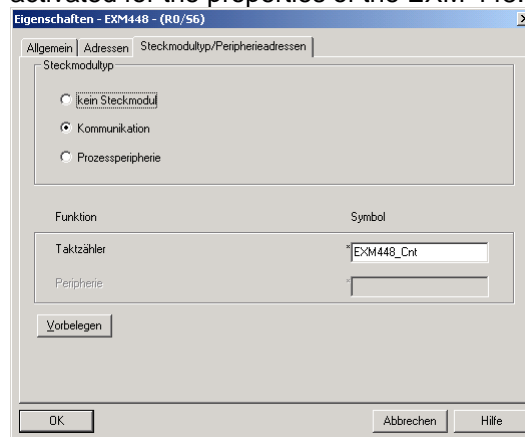 activated for the properties of the EXM 448.
Eigenschaften - EXM448 - (R0/S6)
Allgemein Adressen Steckmodultyp/Peripherieadressen
Steckmodultyp
kein Steckmodul
Kommunikation
Prozessperipherie
Funktion Symbol
Taktzähler * EXM448_Cnt
Peripherie *
Vorbelegen
OK Abbrechen Hilfe